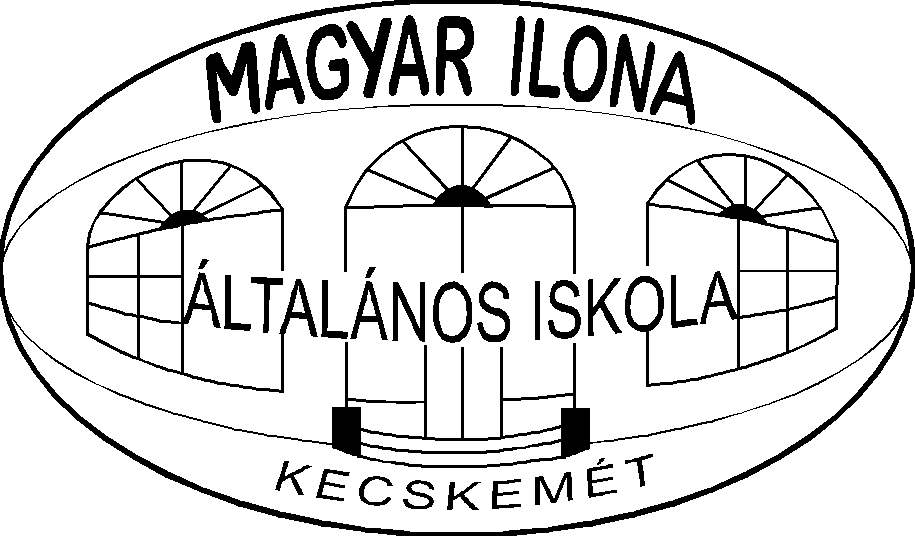 MAGYAR ILONA
ÁLTALÁNOS ISKOLA
KECSKEMÉT